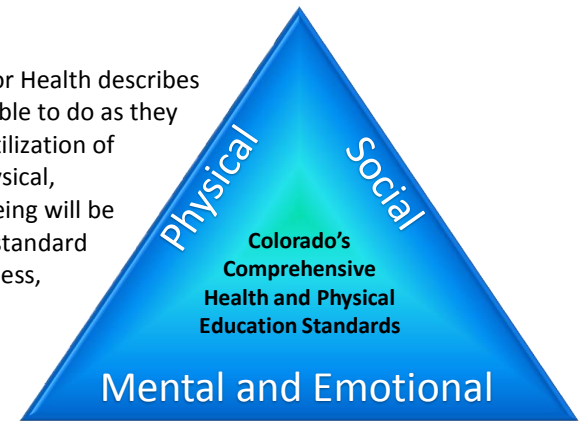 or Health describes
ble to do as they
tilization of
ysical,
eing will be
standard
ess,
Physical
Social
Colorado's
Comprehensive
Health and Physical
Education Standards
Mental and Emotional